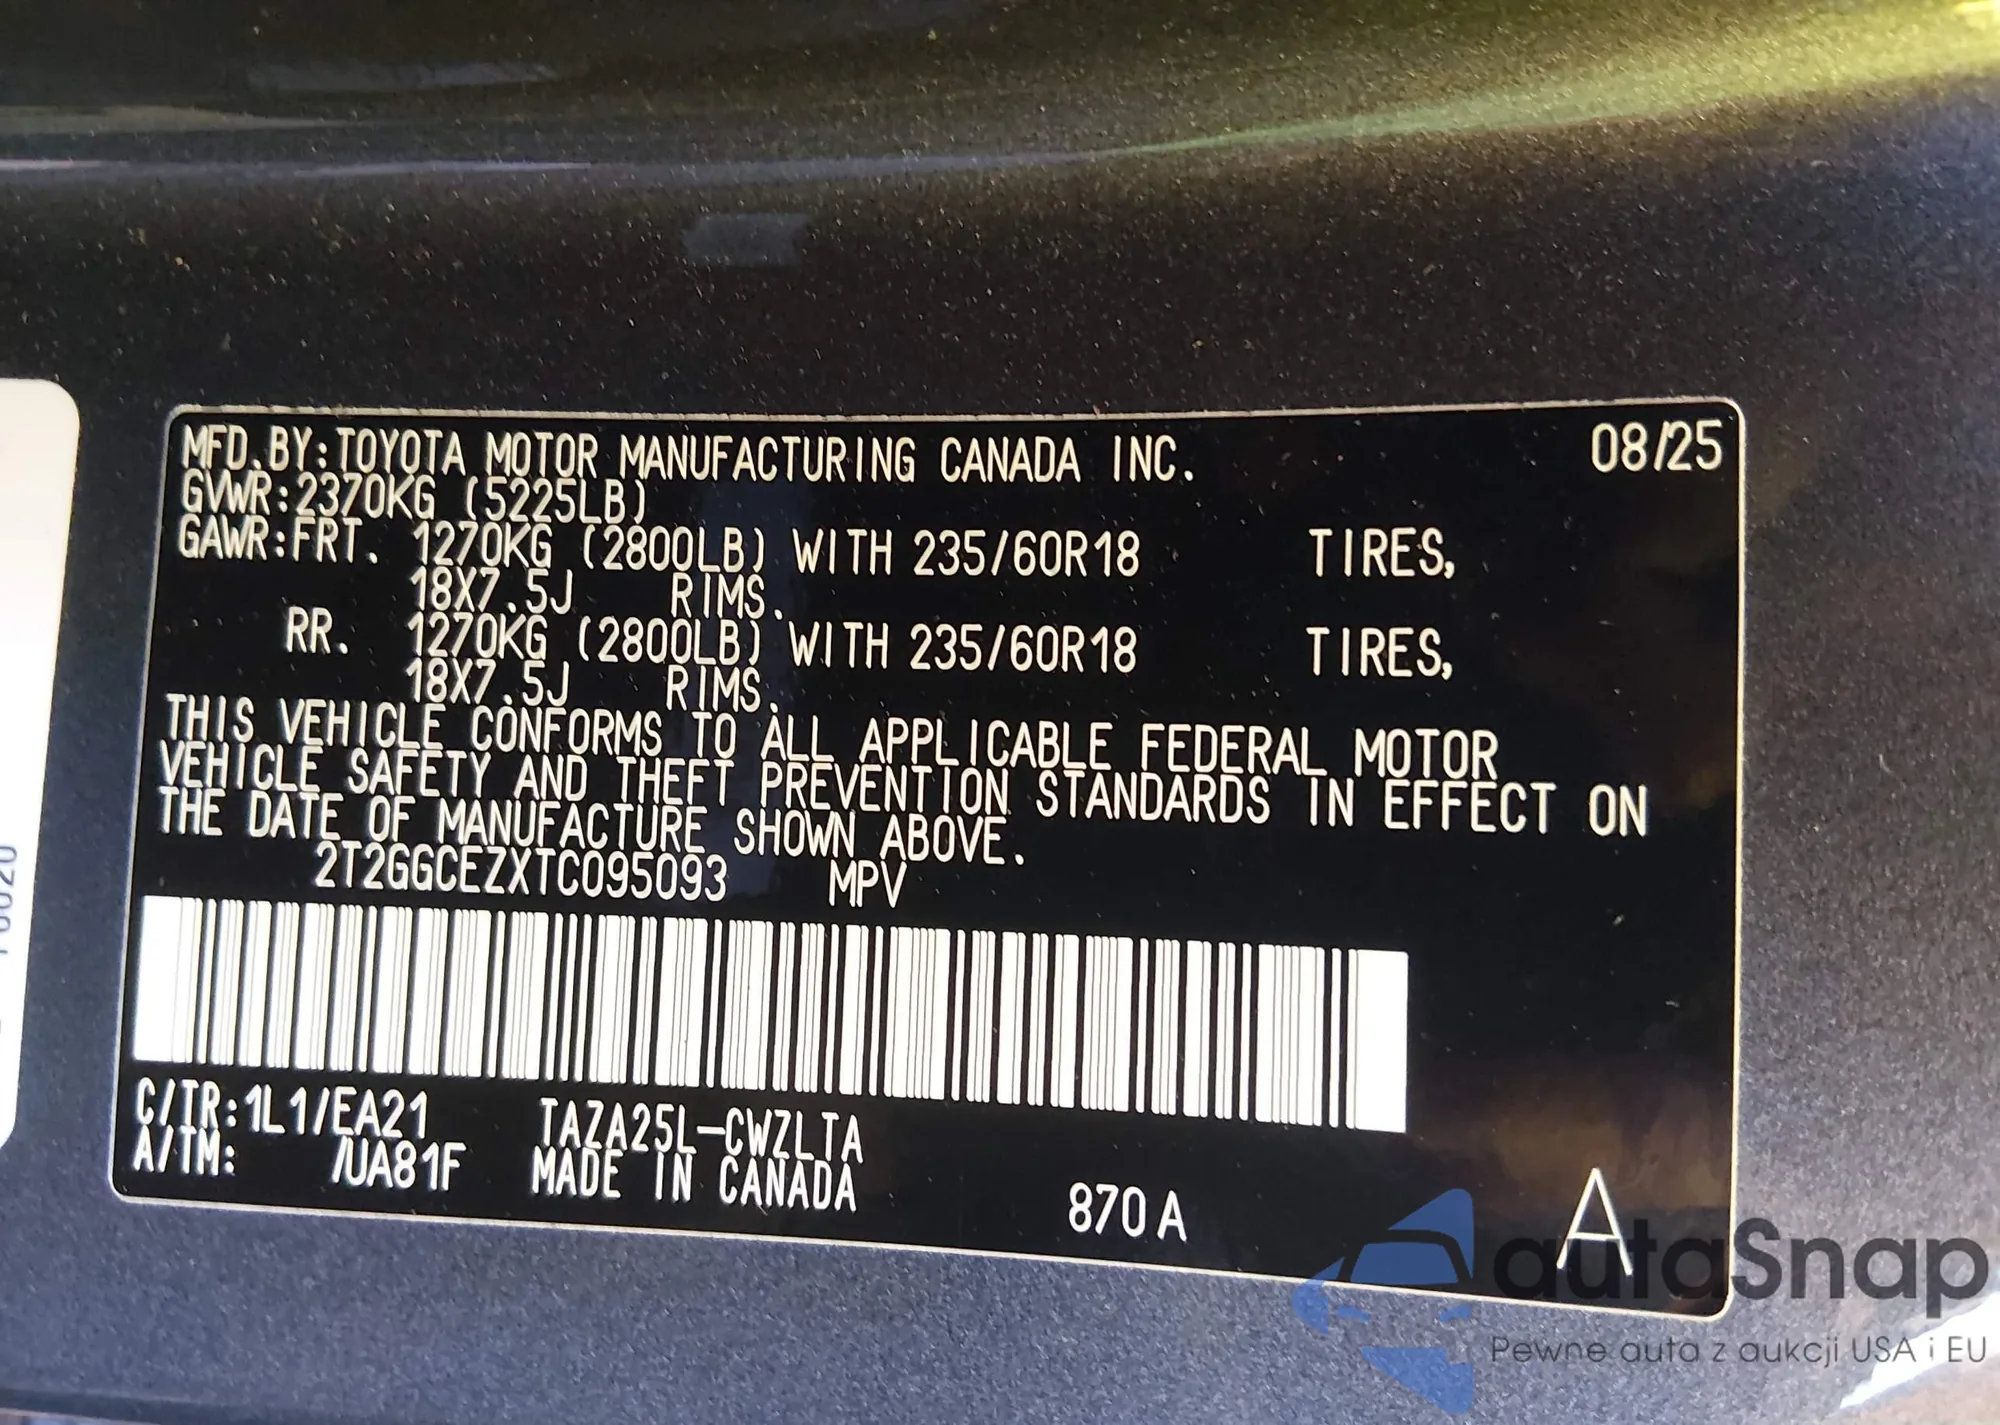 MFD.BY:TOYOTA MOTOR MANUFACTURING CANADA INC. 08/25
GVWR:2370KG (5225LB)
GAWR:FRT. 1270KG (2800LB) WITH 235/60R18 TIRES,
18X7.5J RIMS.
RR. 1270KG (2800LB) WITH 235/60R18 TIRES,
18X7.5J RIMS.
THIS VEHICLE CONFORMS TO ALL APPLICABLE FEDERAL MOTOR
VEHICLE SAFETY AND THEFT PREVENTION STANDARDS IN EFFECT ON
THE DATE OF MANUFACTURE SHOWN ABOVE.
2T2GGCEZXTC095093 MPV
C/TR:1L1/EA21 TAZA25L-CWZLTA
A/TM: /UA81F MADE IN CANADA
870A A
autaSnap
Pewne auta z aukcji USA i EU